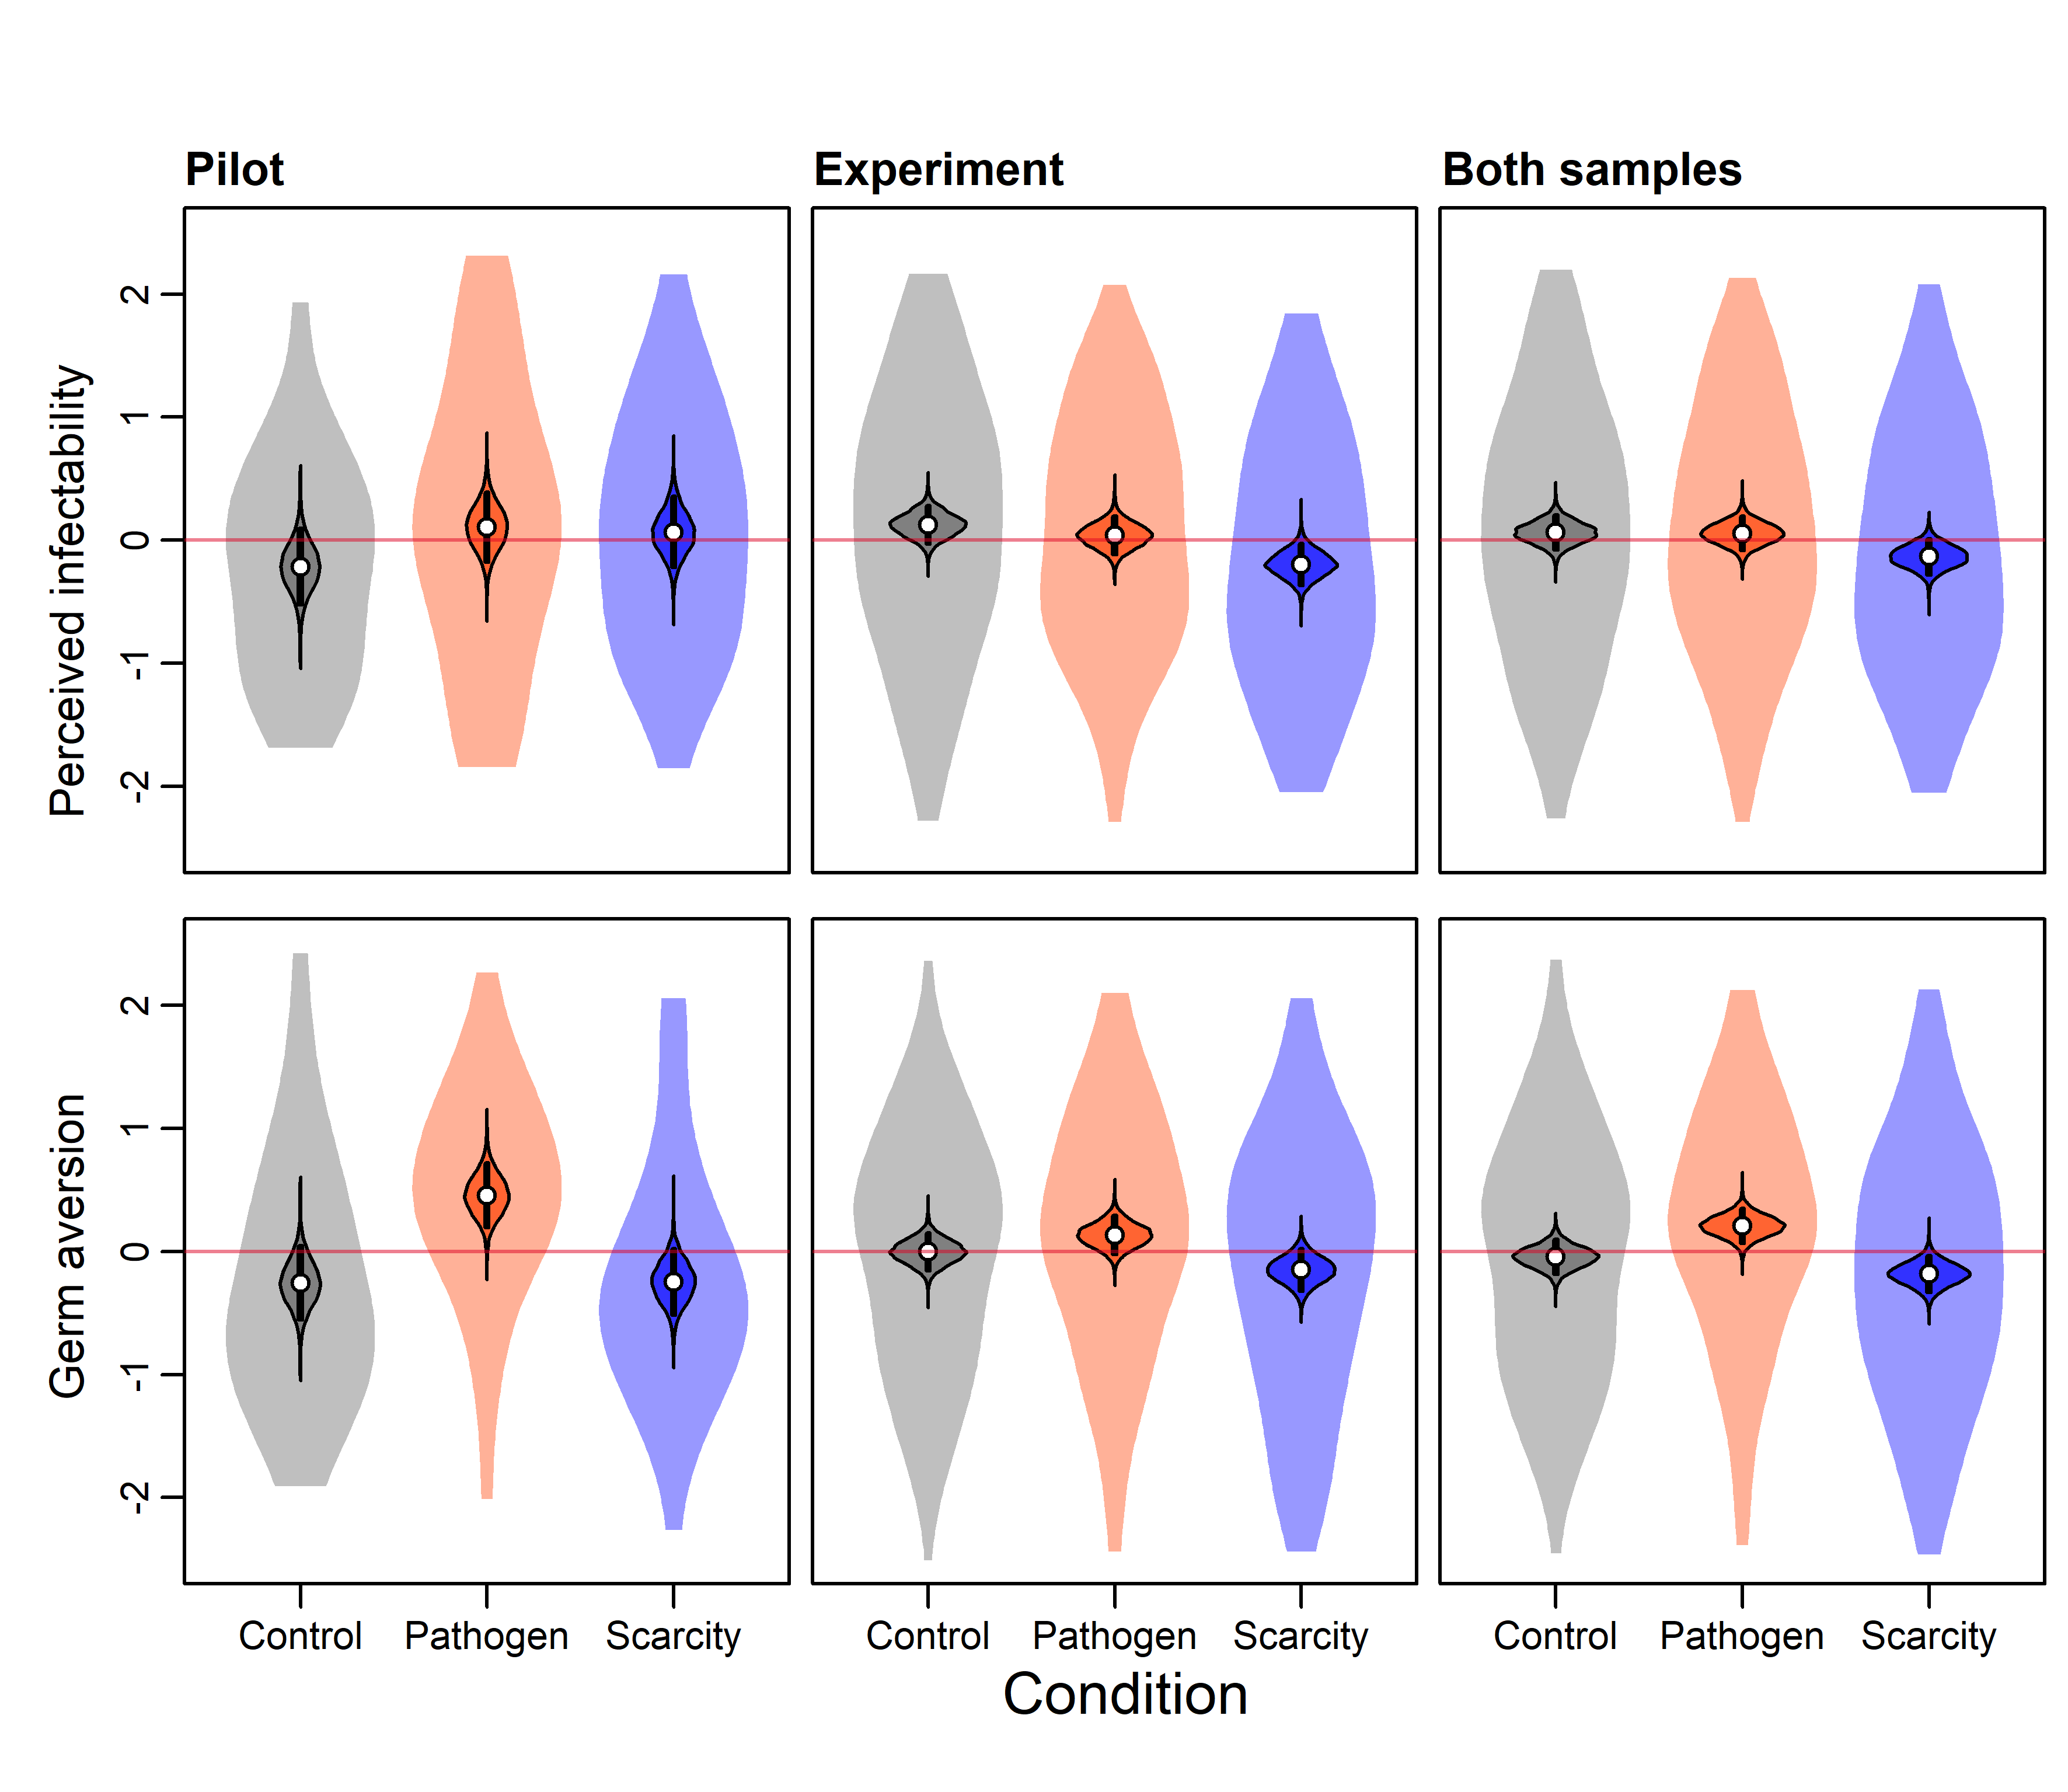 Pilot
Experiment
Both samples
Perceived infectability
2
1
0
-1
-2
Germ aversion
2
1
0
-1
-2
Control Pathogen Scarcity
Control Pathogen Scarcity
Control Pathogen Scarcity
Condition